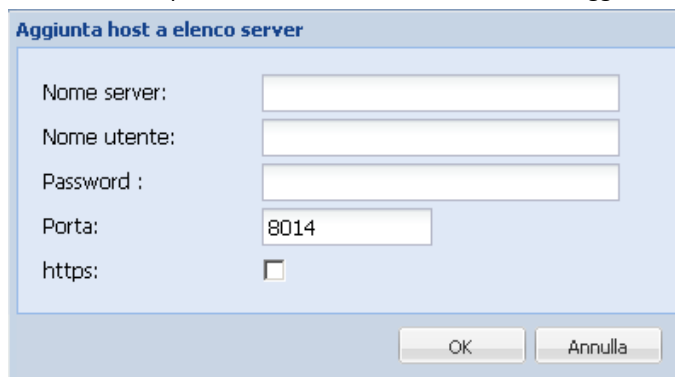 Aggiunta host a elenco server
Nome server:
Nome utente:
Password :
Porta: 8014
https:
OK Annulla